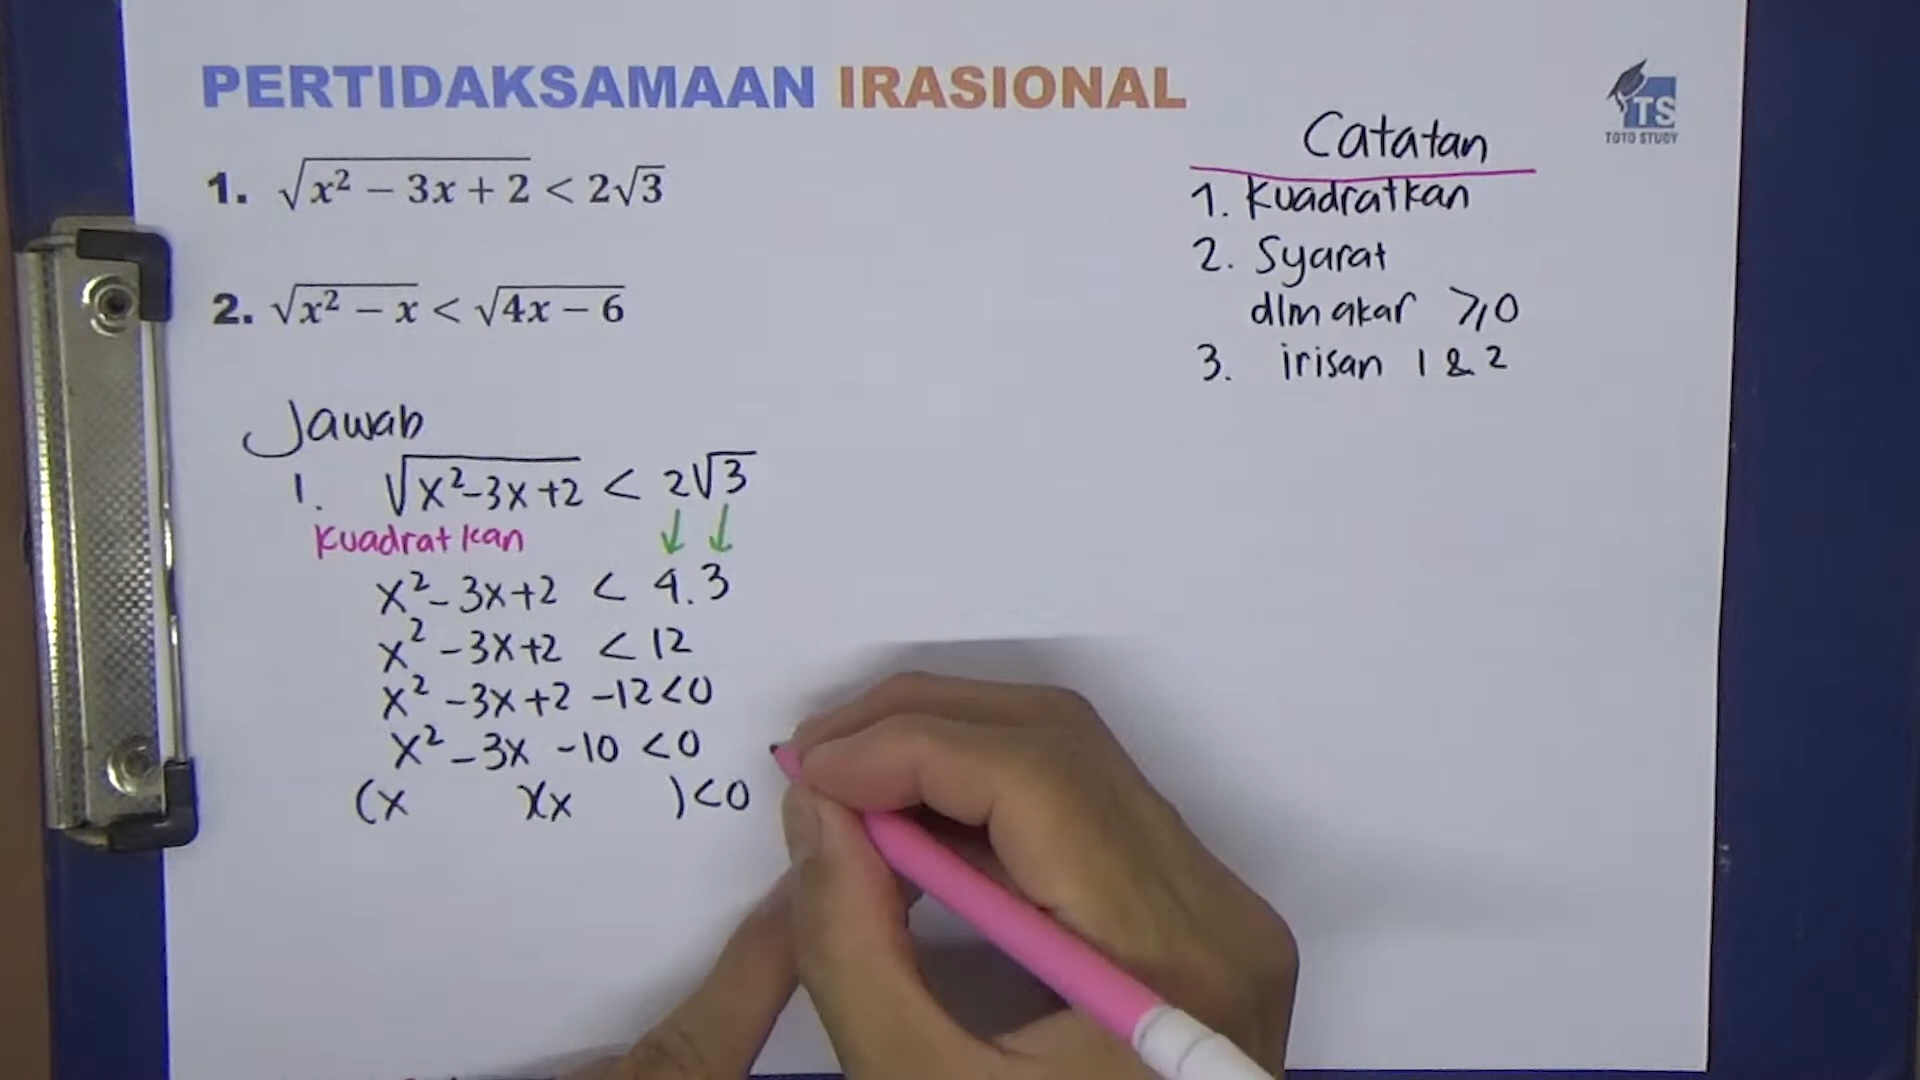 PERTIDAKSAMAAN IRASIONAL
TS
TOTO STUDY
1. √(x² − 3x + 2) < 2√3
2. √(x² − x) < √(4x − 6)
Catatan
1. Kuadratkan
2. Syarat
dlm akar ≥ 0
3. irisan 1 & 2
Jawab
1. √(x²-3x+2) < 2√3
Kuadratkan ↓ ↓
x² - 3x+2 < 4.3
x² - 3x+2 < 12
x² - 3x+2 -12<0
x² - 3x -10 <0
(x )(x )<0